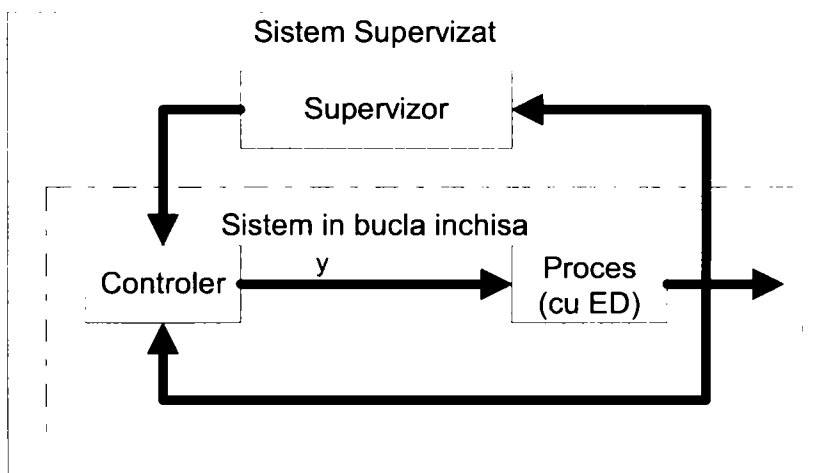 Sistem Supervizat
Supervizor
Sistem in bucla inchisa
y
Controler
Proces
(cu ED)